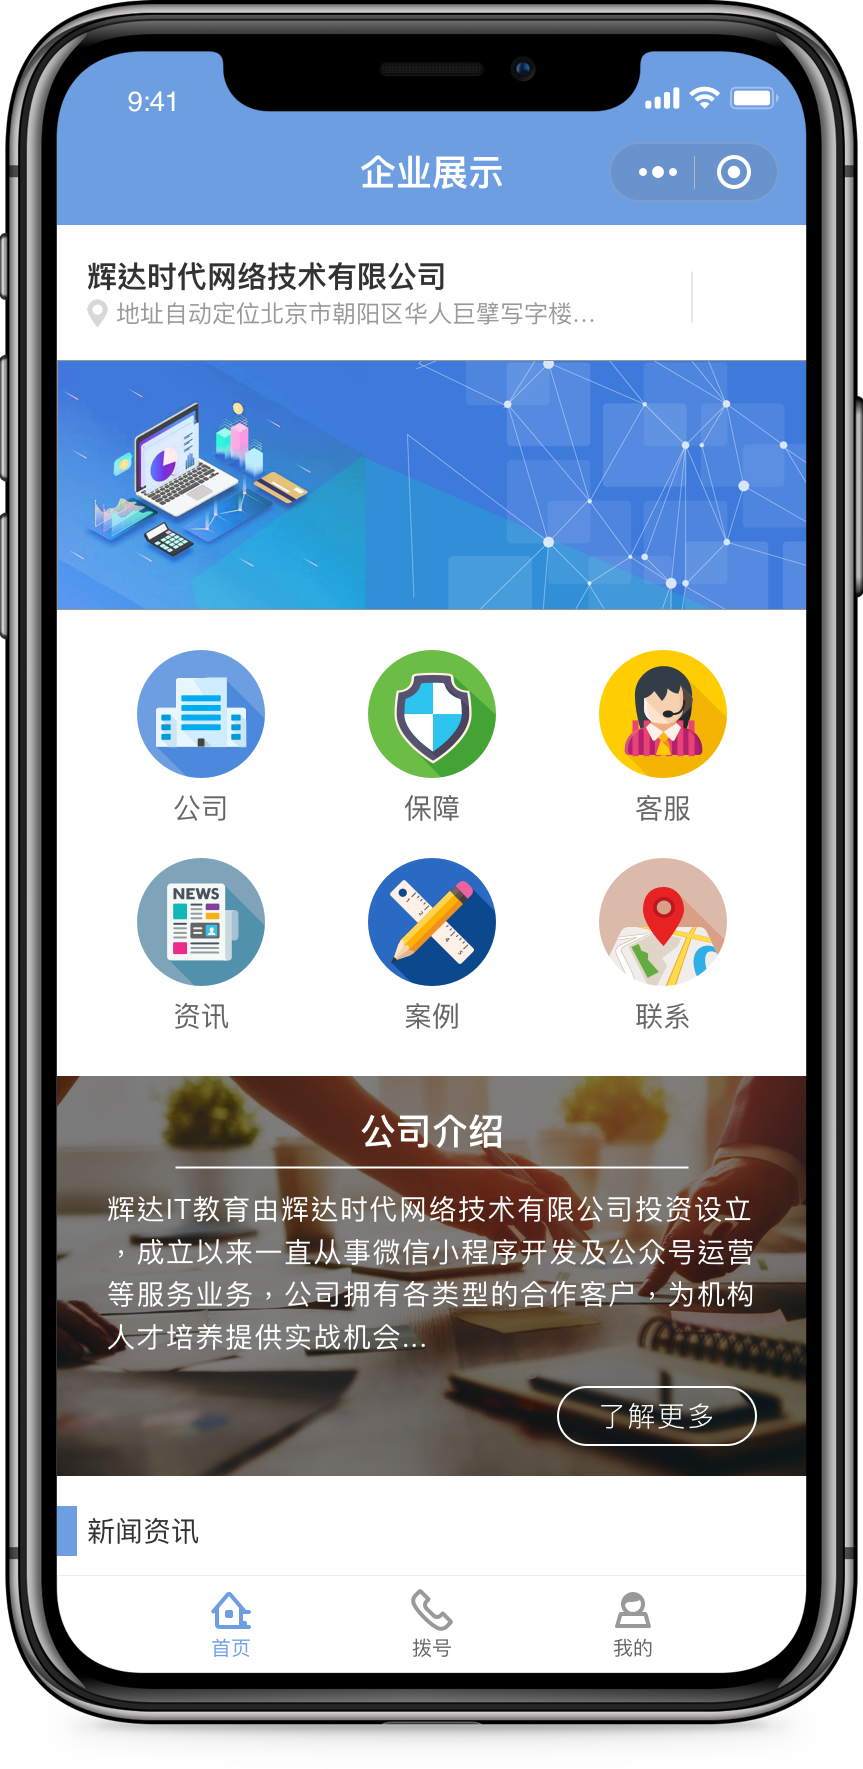 9:41
企业展示
辉达时代网络技术有限公司
地址自动定位北京市朝阳区华人巨擘写字楼...
公司
保障
客服
NEWS
资讯
案例
联系
公司介绍
辉达IT教育由辉达时代网络技术有限公司投资设立
，成立以来一直从事微信小程序开发及公众号运营
等服务业务，公司拥有各类型的合作客户，为机构
人才培养提供实战机会...
了解更多
新闻资讯
首页
拨号
我的